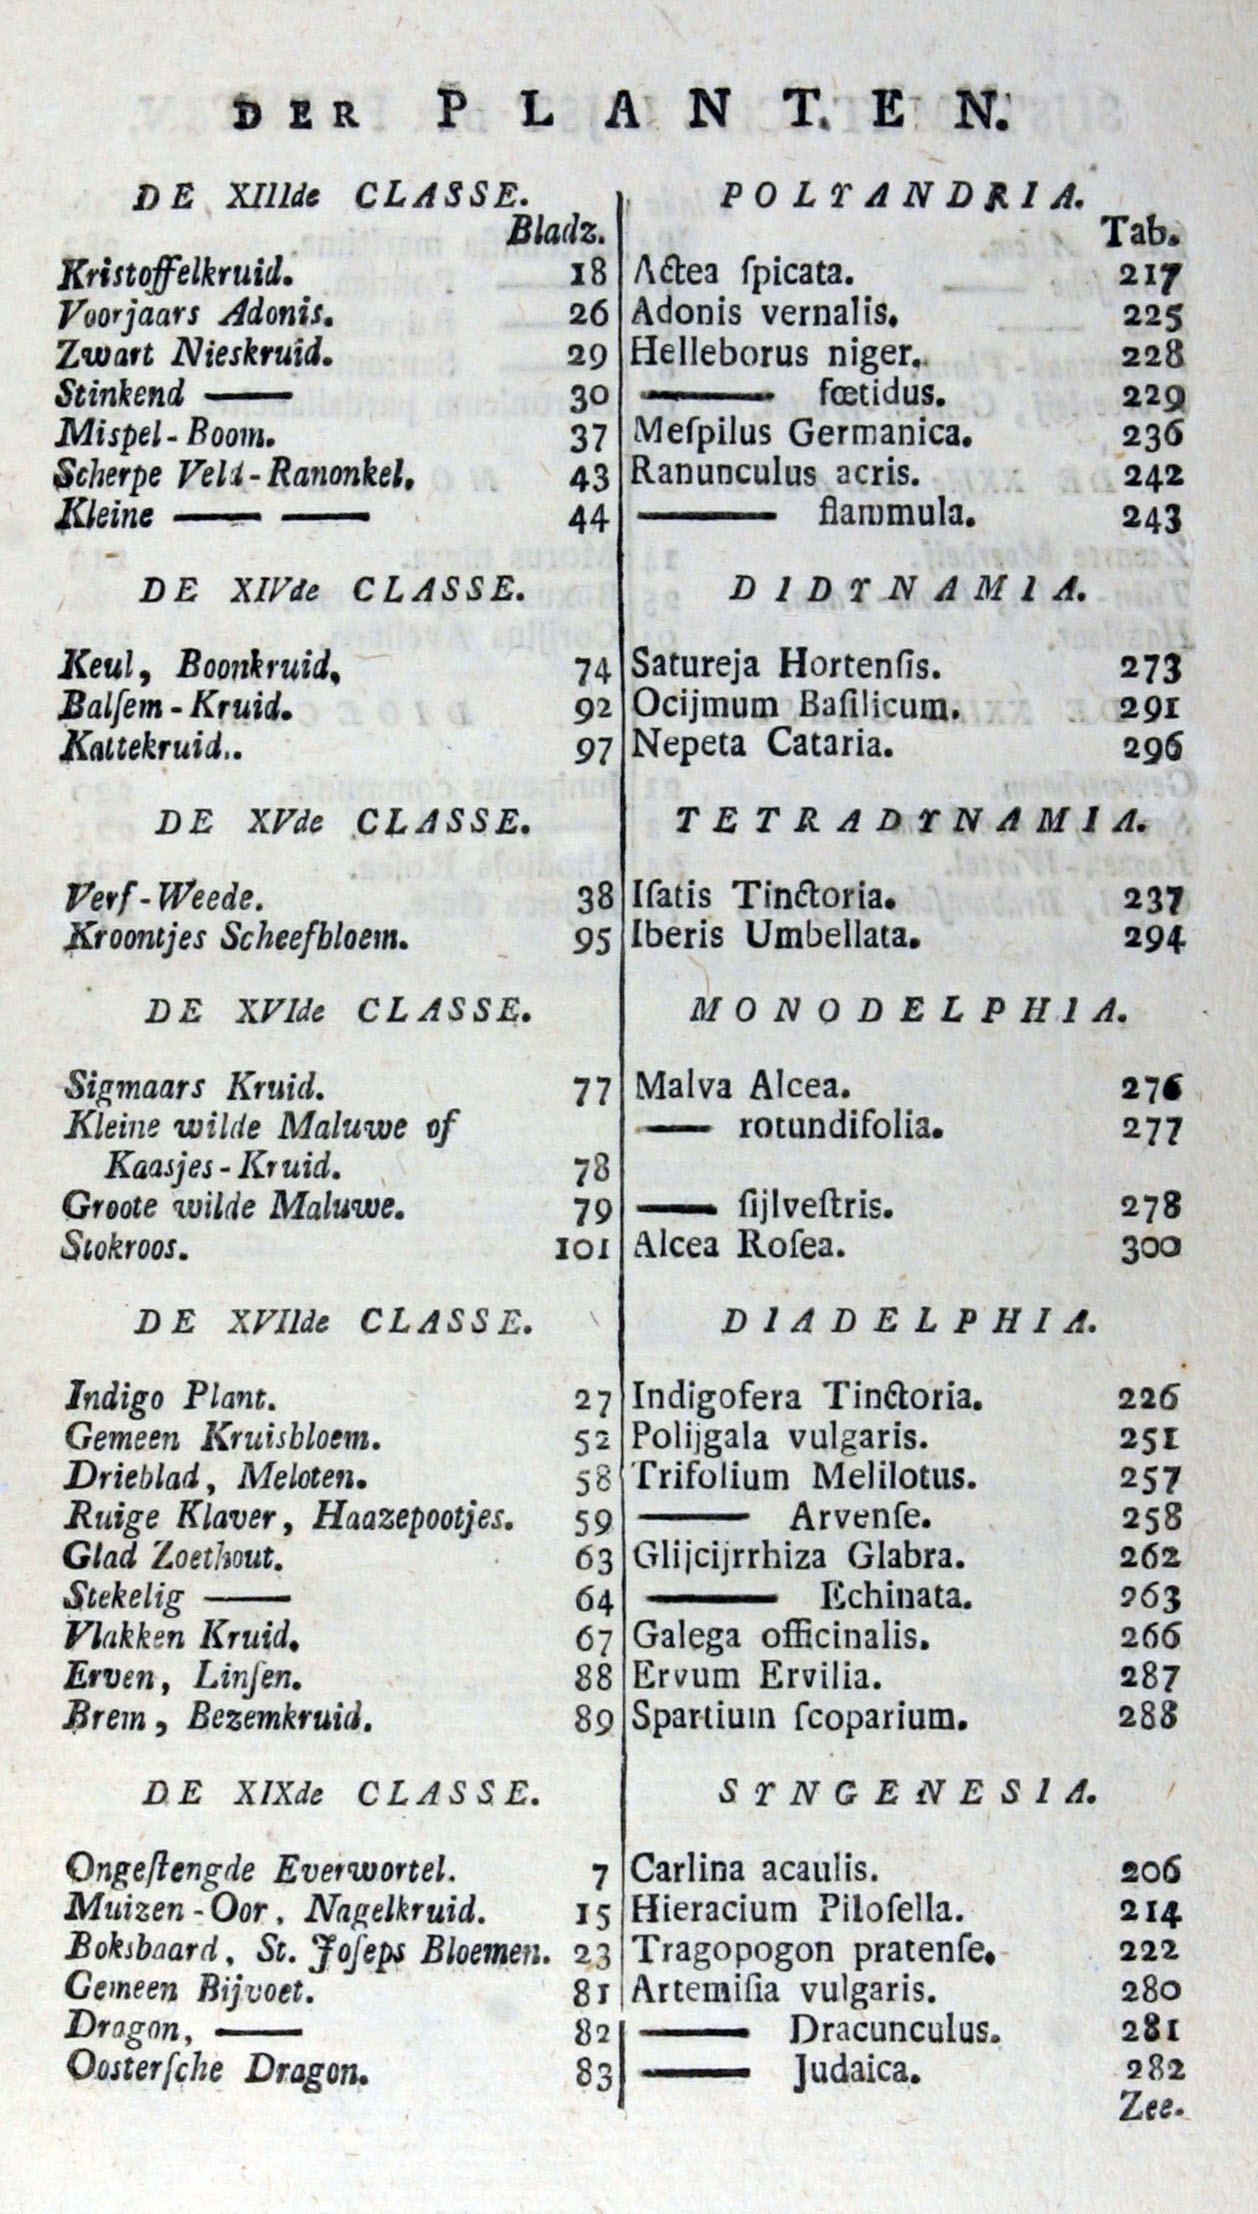 DER PLANTEN.
DE XIIIde CLASSE. POLYANDRIA.
Bladz. Tab.
Kristoffelkruid. 18 Actea ſpicata. 217
Voorjaars Adonis. 26 Adonis vernalis. 225
Zwart Nieskruid. 29 Helleborus niger. 228
Stinkend —— 30 —— fœtidus. 229
Mispel-Boom. 37 Meſpilus Germanica. 236
Scherpe Veld-Ranonkel. 43 Ranunculus acris. 242
Kleine —— —— 44 —— flammula. 243
DE XIVde CLASSE. DIDYNAMIA.
Keul, Boonkruid. 74 Satureja Hortenſis. 273
Balſem-Kruid. 92 Ocijmum Baſilicum. 291
Kattekruid. 97 Nepeta Cataria. 296
DE XVde CLASSE. TETRADYNAMIA.
Verf-Weede. 38 Iſatis Tinctoria. 237
Kroontjes Scheefbloem. 95 Iberis Umbellata. 294
DE XVIde CLASSE. MONODELPHIA.
Sigmaars Kruid. 77 Malva Alcea. 276
Kleine wilde Maluwe of —— rotundifolia. 277
Kaasjes-Kruid. 78
Groote wilde Maluwe. 79 —— ſijlveſtris. 278
Stokroos. 101 Alcea Roſea. 300
DE XVIIde CLASSE. DIADELPHIA.
Indigo Plant. 27 Indigofera Tinctoria. 226
Gemeen Kruisbloem. 52 Polijgala vulgaris. 251
Drieblad, Meloten. 58 Trifolium Melilotus. 257
Ruige Klaver, Haazepootjes. 59 —— Arvenſe. 258
Glad Zoethout. 63 Glijcijrrhiza Glabra. 262
Stekelig —— 64 —— Echinata. 263
Vlakken Kruid. 67 Galega officinalis. 266
Erven, Linſen. 88 Ervum Ervilia. 287
Brem, Bezemkruid. 89 Spartium ſcoparium. 288
DE XIXde CLASSE. SYNGENESIA.
Ongeſtengde Everwortel. 7 Carlina acaulis. 206
Muizen-Oor, Nagelkruid. 15 Hieracium Piloſella. 214
Boksbaard, St. Joſeps Bloemen. 23 Tragopogon pratenſe. 222
Gemeen Bijvoet. 81 Artemiſia vulgaris. 280
Dragon, —— 82 —— Dracunculus. 281
Ooſterſche Dragon. 83 —— Judaica. 282
Zee.